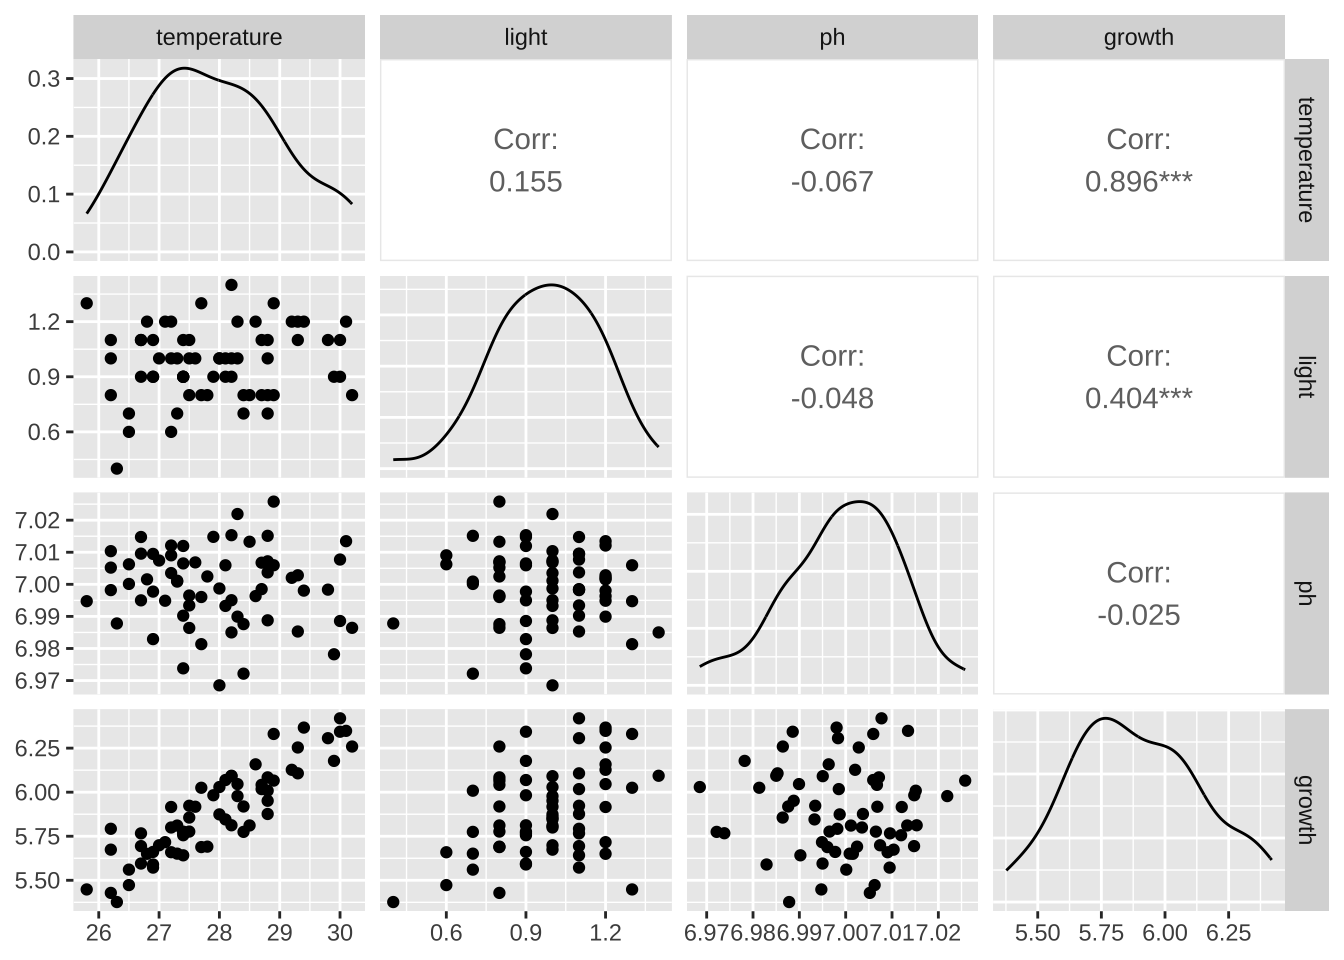 temperature light ph growth
0.3
0.2
0.1
0.0
Corr:
0.155
Corr:
-0.067
Corr:
0.896***
temperature
1.2
0.9
0.6
Corr:
-0.048
Corr:
0.404***
light
7.02
7.01
7.00
6.99
6.98
6.97
Corr:
-0.025
ph
6.25
6.00
5.75
5.50
growth
26 27 28 29 30 0.6 0.9 1.2 6.97 6.98 6.99 7.00 7.01 7.02 5.50 5.75 6.00 6.25